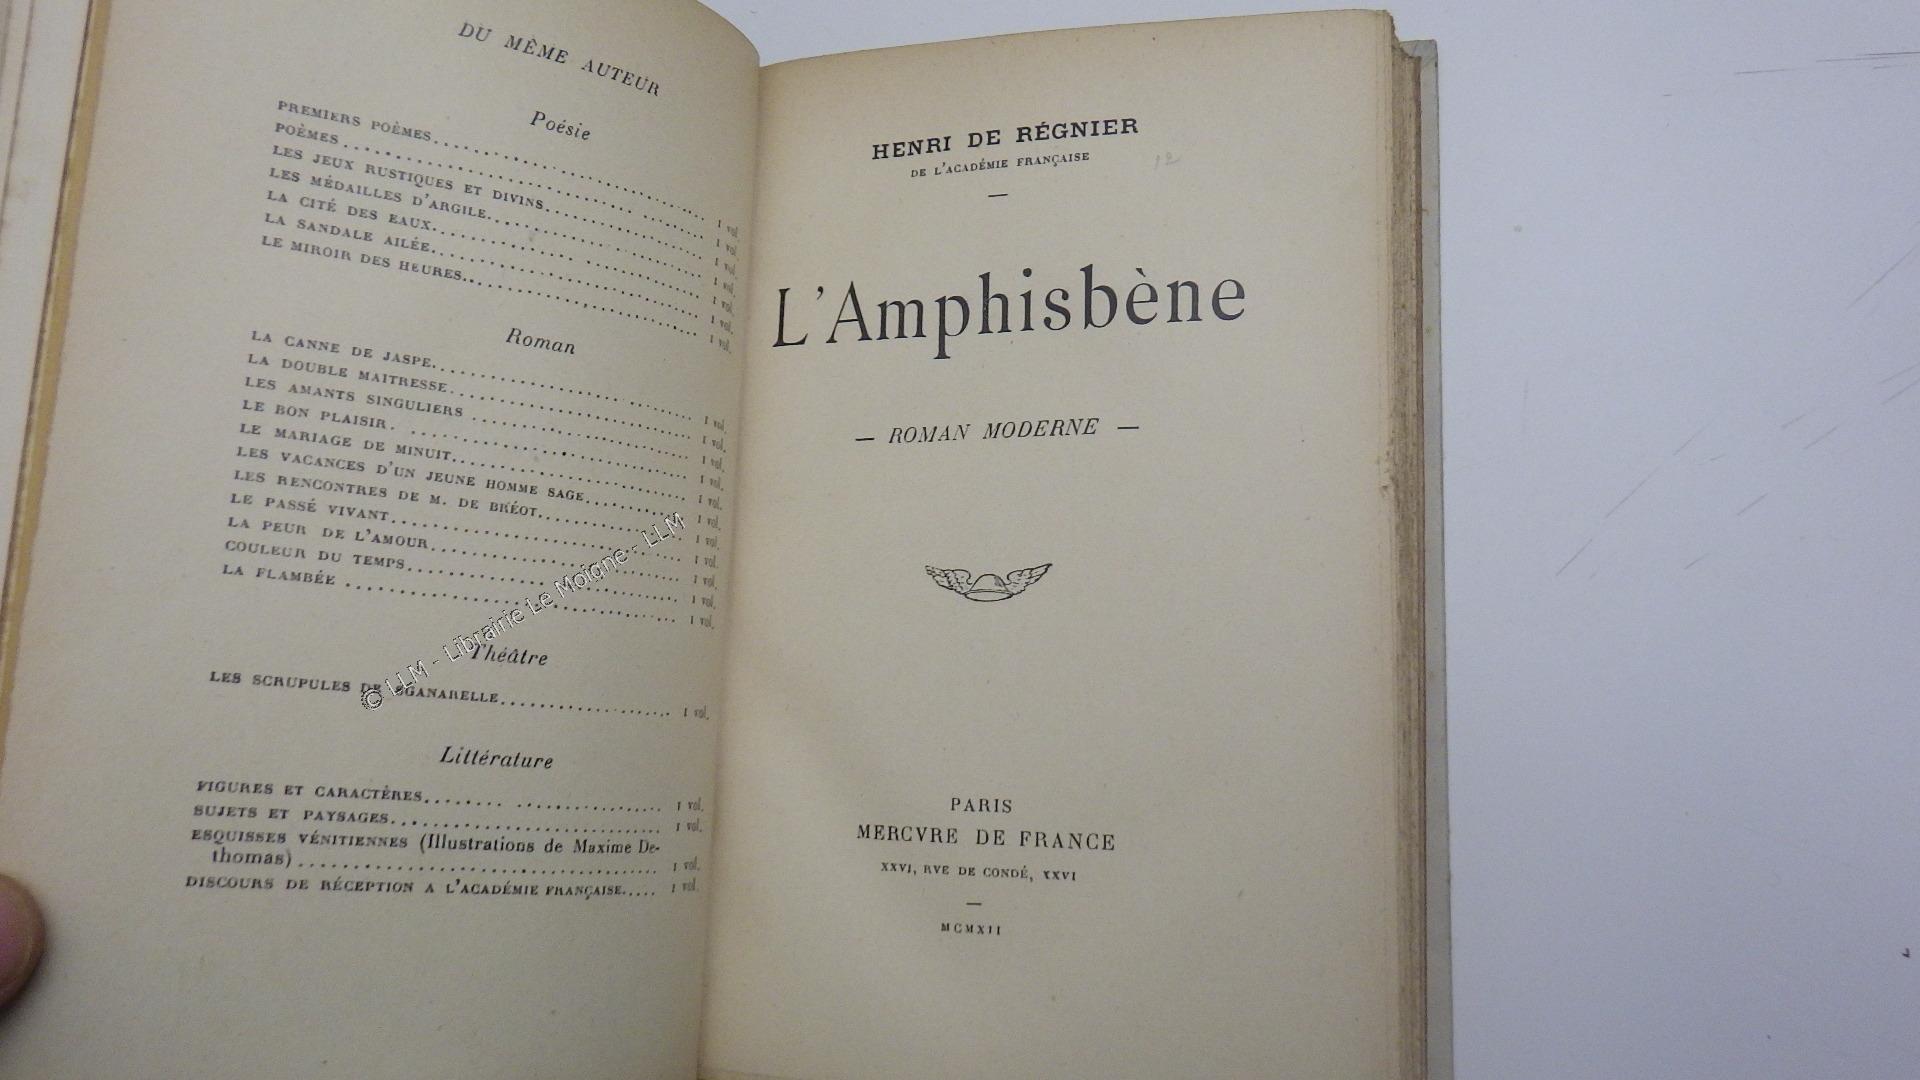 DU MÊME AUTEUR
Poésie
PREMIERS POÈMES. 1 vol.
POÈMES. 1 vol.
LES JEUX RUSTIQUES ET DIVINS. 1 vol.
LES MÉDAILLES D'ARGILE. 1 vol.
LA CITÉ DES EAUX. 1 vol.
LA SANDALE AILÉE. 1 vol.
LE MIROIR DES HEURES. 1 vol.
Roman
LA CANNE DE JASPE. 1 vol.
LA DOUBLE MAITRESSE. 1 vol.
LES AMANTS SINGULIERS 1 vol.
LE BON PLAISIR. 1 vol.
LE MARIAGE DE MINUIT. 1 vol.
LES VACANCES D'UN JEUNE HOMME SAGE. 1 vol.
LES RENCONTRES DE M. DE BRÉOT. 1 vol.
LE PASSÉ VIVANT. 1 vol.
LA PEUR DE L'AMOUR. 1 vol.
COULEUR DU TEMPS. 1 vol.
LA FLAMBÉE 1 vol.
Théâtre
LES SCRUPULES DE SGANARELLE. 1 vol.
Littérature
FIGURES ET CARACTÈRES. 1 vol.
SUJETS ET PAYSAGES. 1 vol.
ESQUISSES VÉNITIENNES (Illustrations de Maxime De-
thomas) 1 vol.
DISCOURS DE RÉCEPTION A L'ACADÉMIE FRANÇAISE. 1 vol.
© LLM - Librairie Le Moigne - LLM
HENRI DE RÉGNIER
DE L'ACADÉMIE FRANÇAISE
12
L'Amphisbène
— ROMAN MODERNE —
PARIS
MERCVRE DE FRANCE
XXVI, RVE DE CONDÉ, XXVI
MCMXII